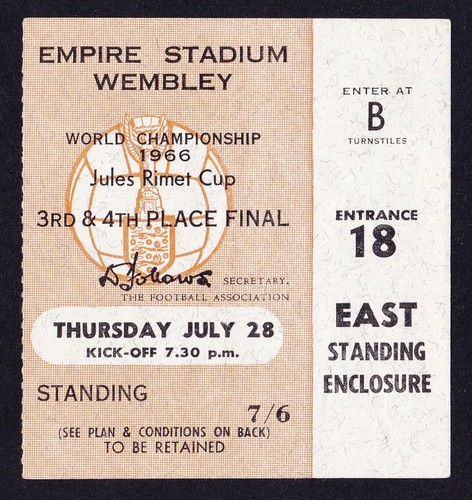 EMPIRE STADIUM
WEMBLEY
WORLD CHAMPIONSHIP
1966
Jules Rimet Cup
3RD & 4TH PLACE FINAL
D Follows SECRETARY.
THE FOOTBALL ASSOCIATION
THURSDAY JULY 28
KICK-OFF 7.30 p.m.
STANDING
7/6
(SEE PLAN & CONDITIONS ON BACK)
TO BE RETAINED
ENTER AT
B
TURNSTILES
ENTRANCE
18
EAST
STANDING
ENCLOSURE